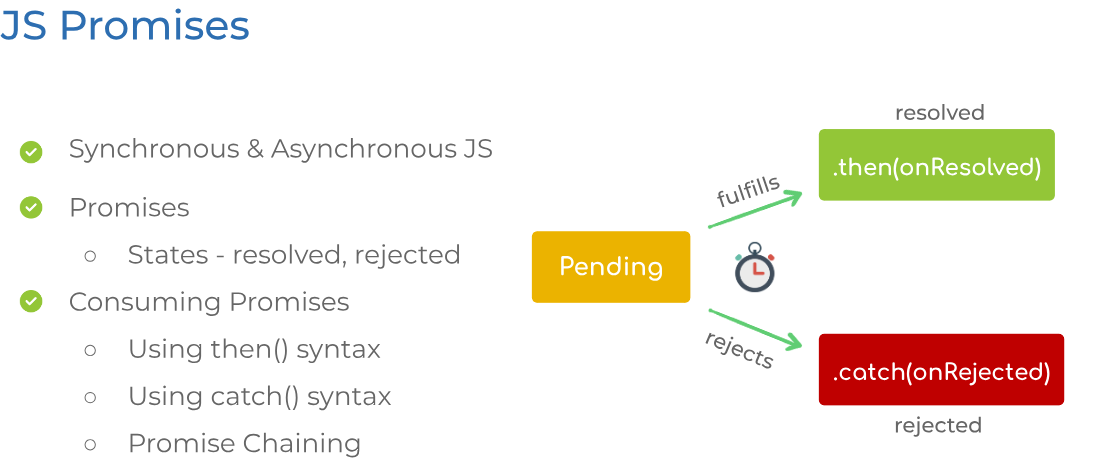 JS Promises
Synchronous & Asynchronous JS
Promises
States - resolved, rejected
Consuming Promises
Using then() syntax
Using catch() syntax
Promise Chaining
Pending
fulfills
rejects
resolved
.then(onResolved)
.catch(onRejected)
rejected